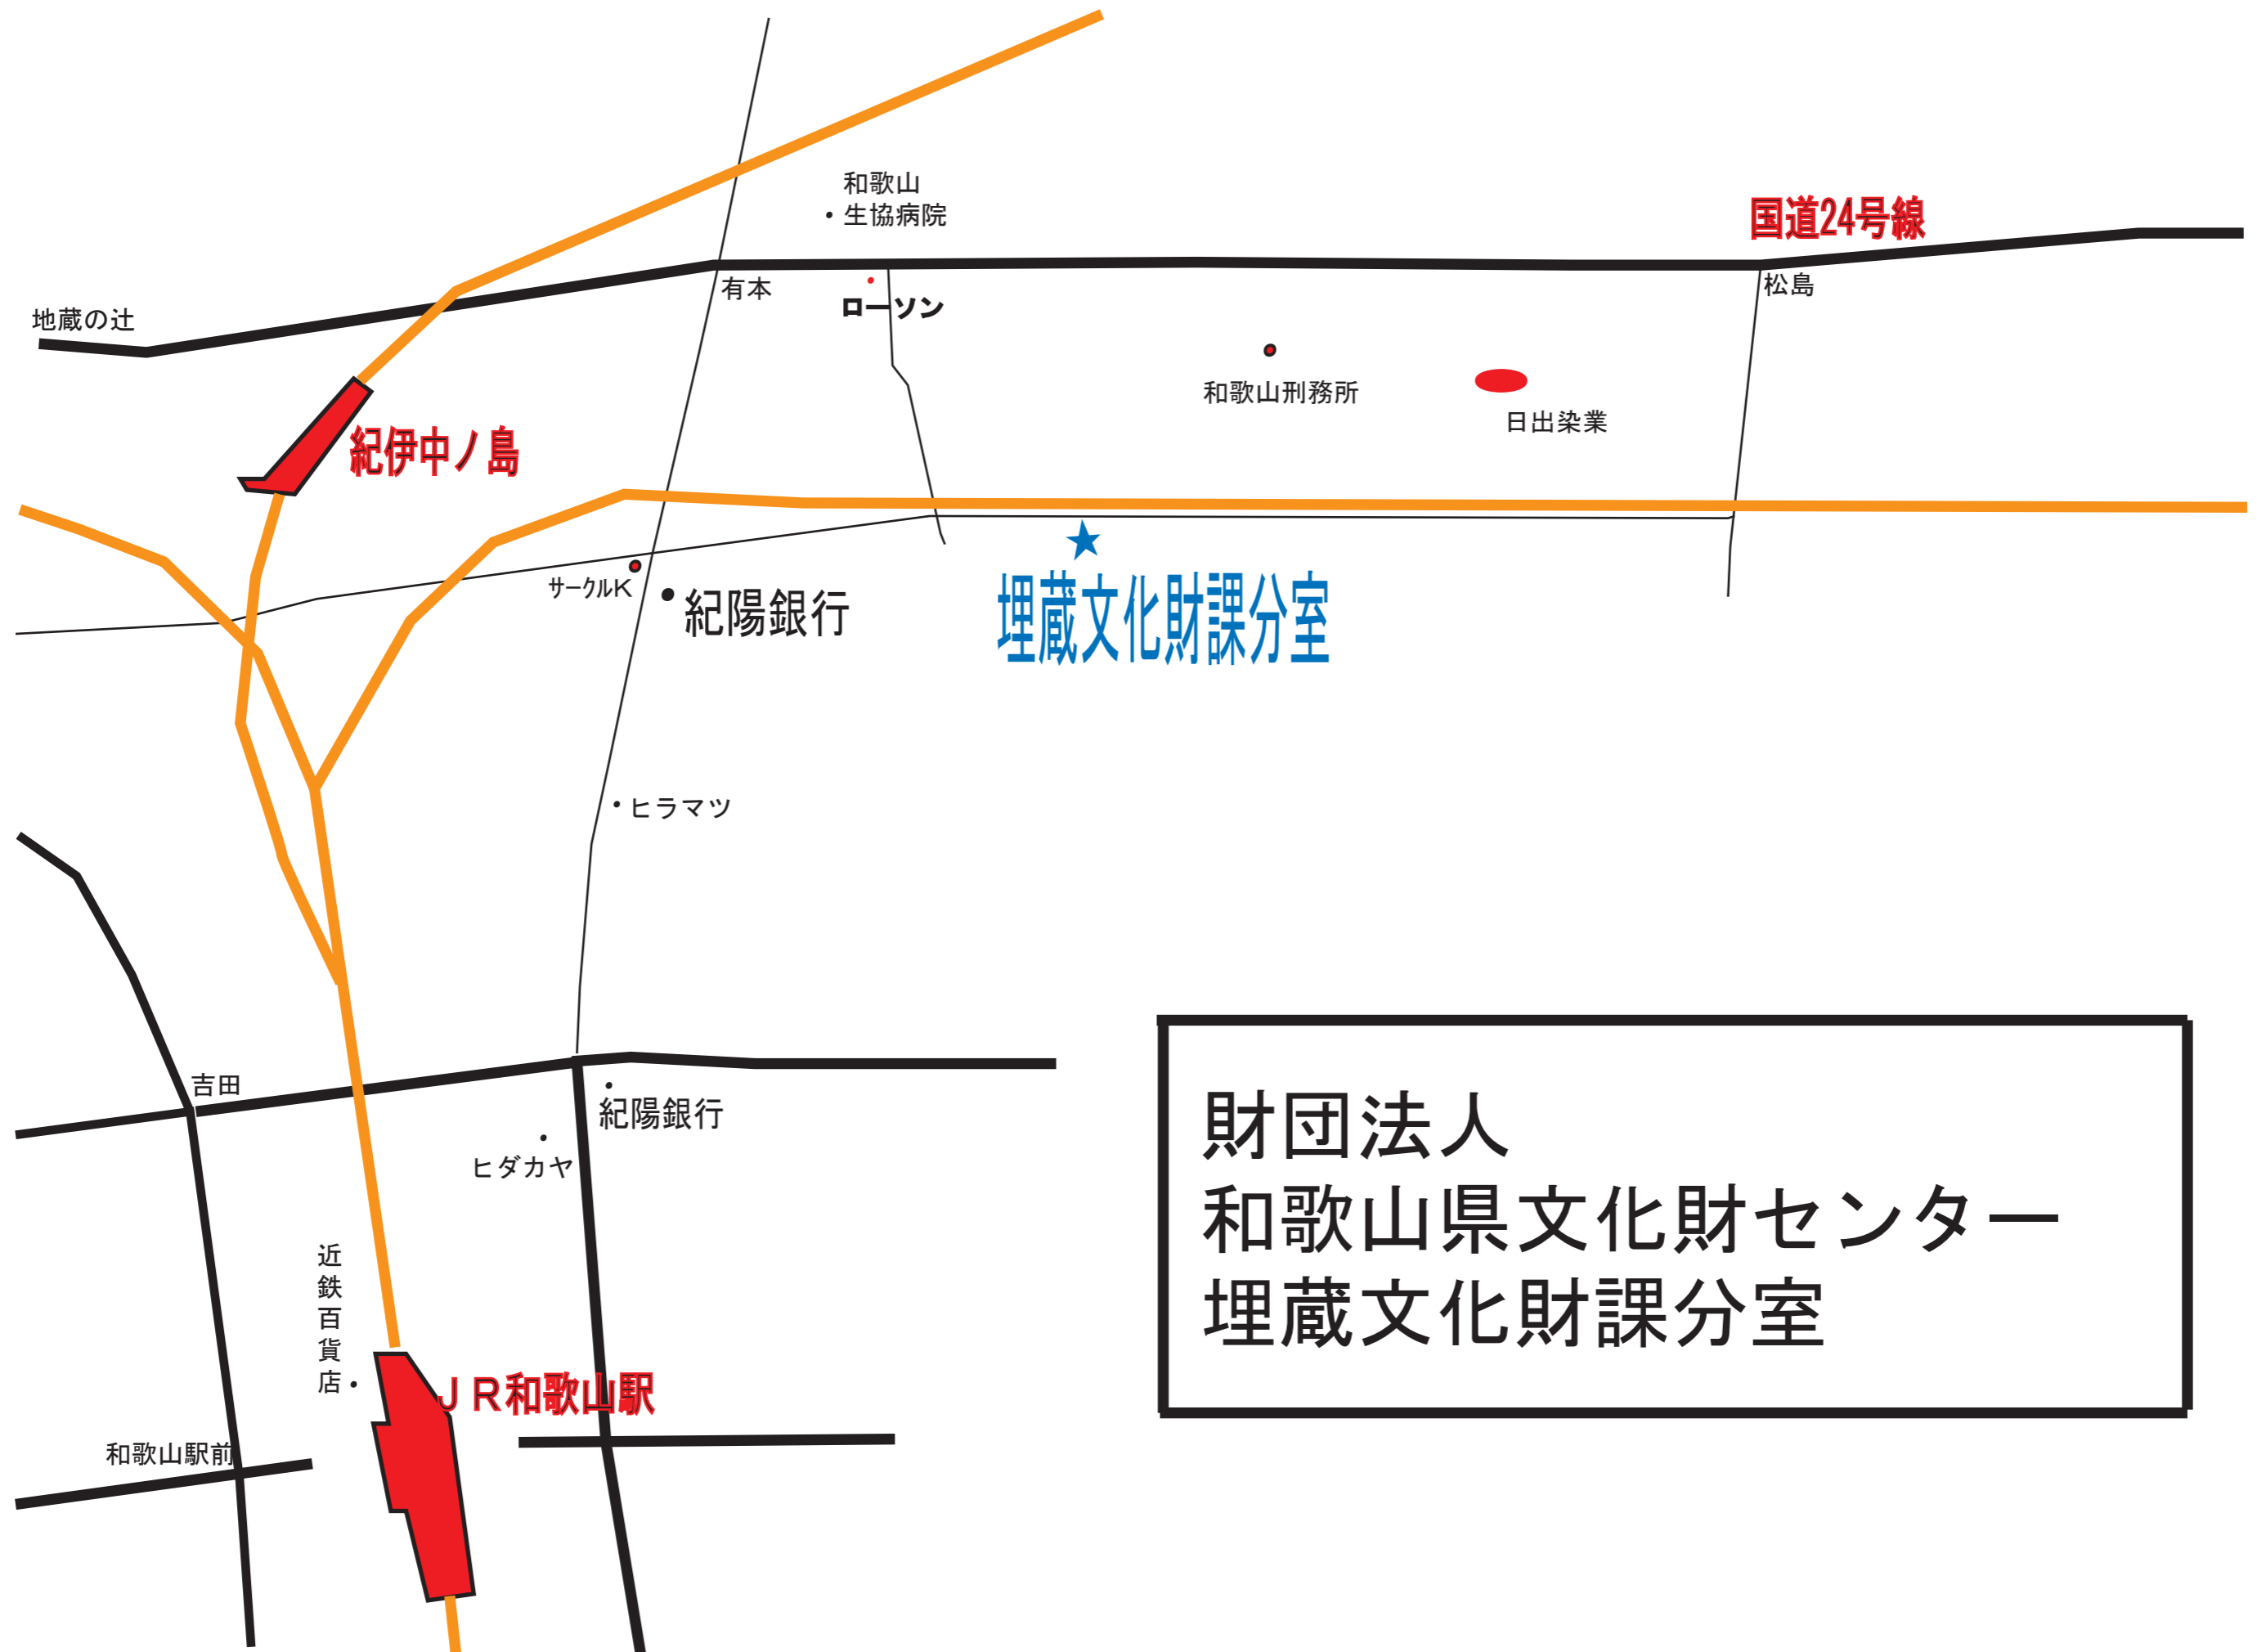 和歌山
生協病院
国道24号線
有本
松島
ローソン
地蔵の辻
和歌山刑務所
日出染業
紀伊中ノ島
サークルK
紀陽銀行
埋蔵文化財課分室
ヒラマツ
吉田
紀陽銀行
ヒダカヤ
近鉄百貨店
JR和歌山駅
和歌山駅前
財団法人
和歌山県文化財センター
埋蔵文化財課分室